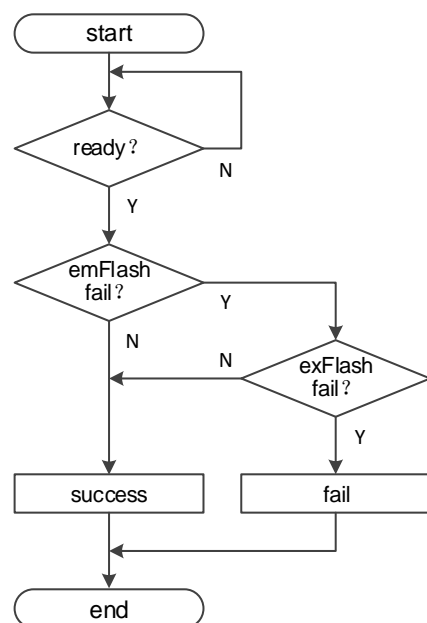 start
ready？
N
Y
emFlash
fail？
Y
N
N
exFlash
fail？
Y
success
fail
end